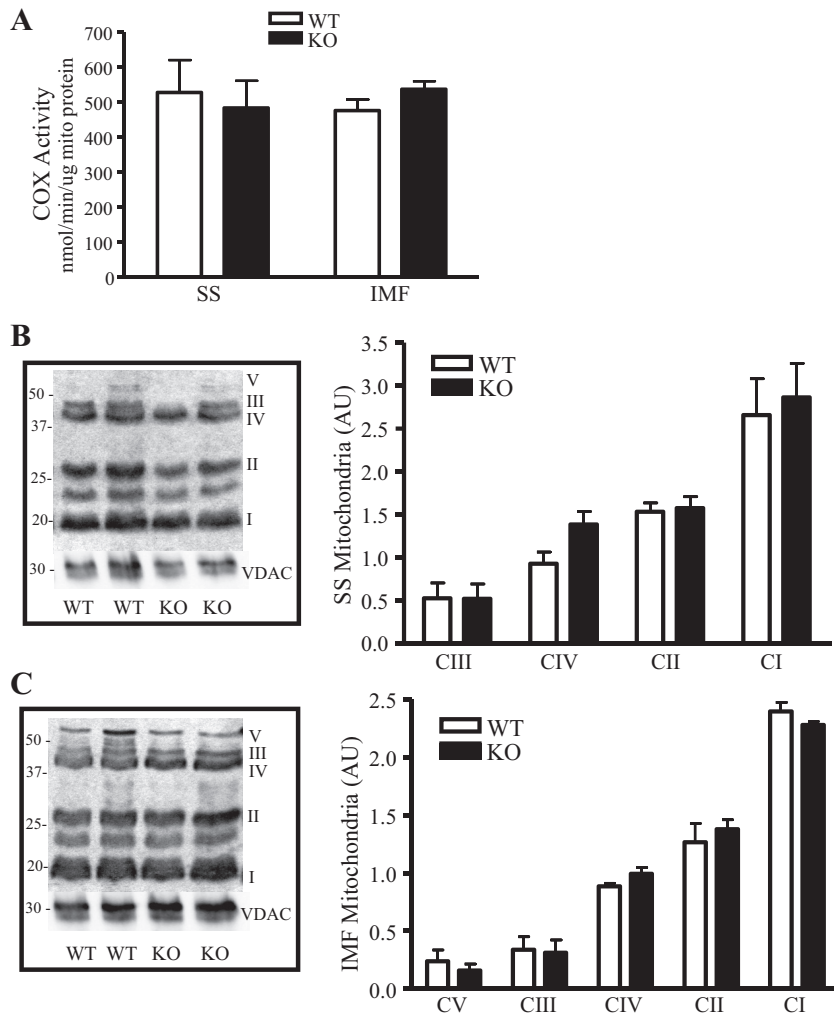 A
WT
KO
COX Activity
nmol/min/ug mito protein
700
600
500
400
300
200
100
0
SS IMF
B
50 -
37-
25-
20-
30 -
V
III
IV
II
I
VDAC
WT WT KO KO
SS Mitochondria (AU)
3.5
3.0
2.5
2.0
1.5
1.0
0.5
0.0
WT
KO
CIII CIV CII CI
C
50 -
37-
25-
20-
30 -
V
III
IV
II
I
VDAC
WT WT KO KO
IMF Mitochondria (AU)
2.5
2.0
1.5
1.0
0.5
0.0
WT
KO
CV CIII CIV CII CI